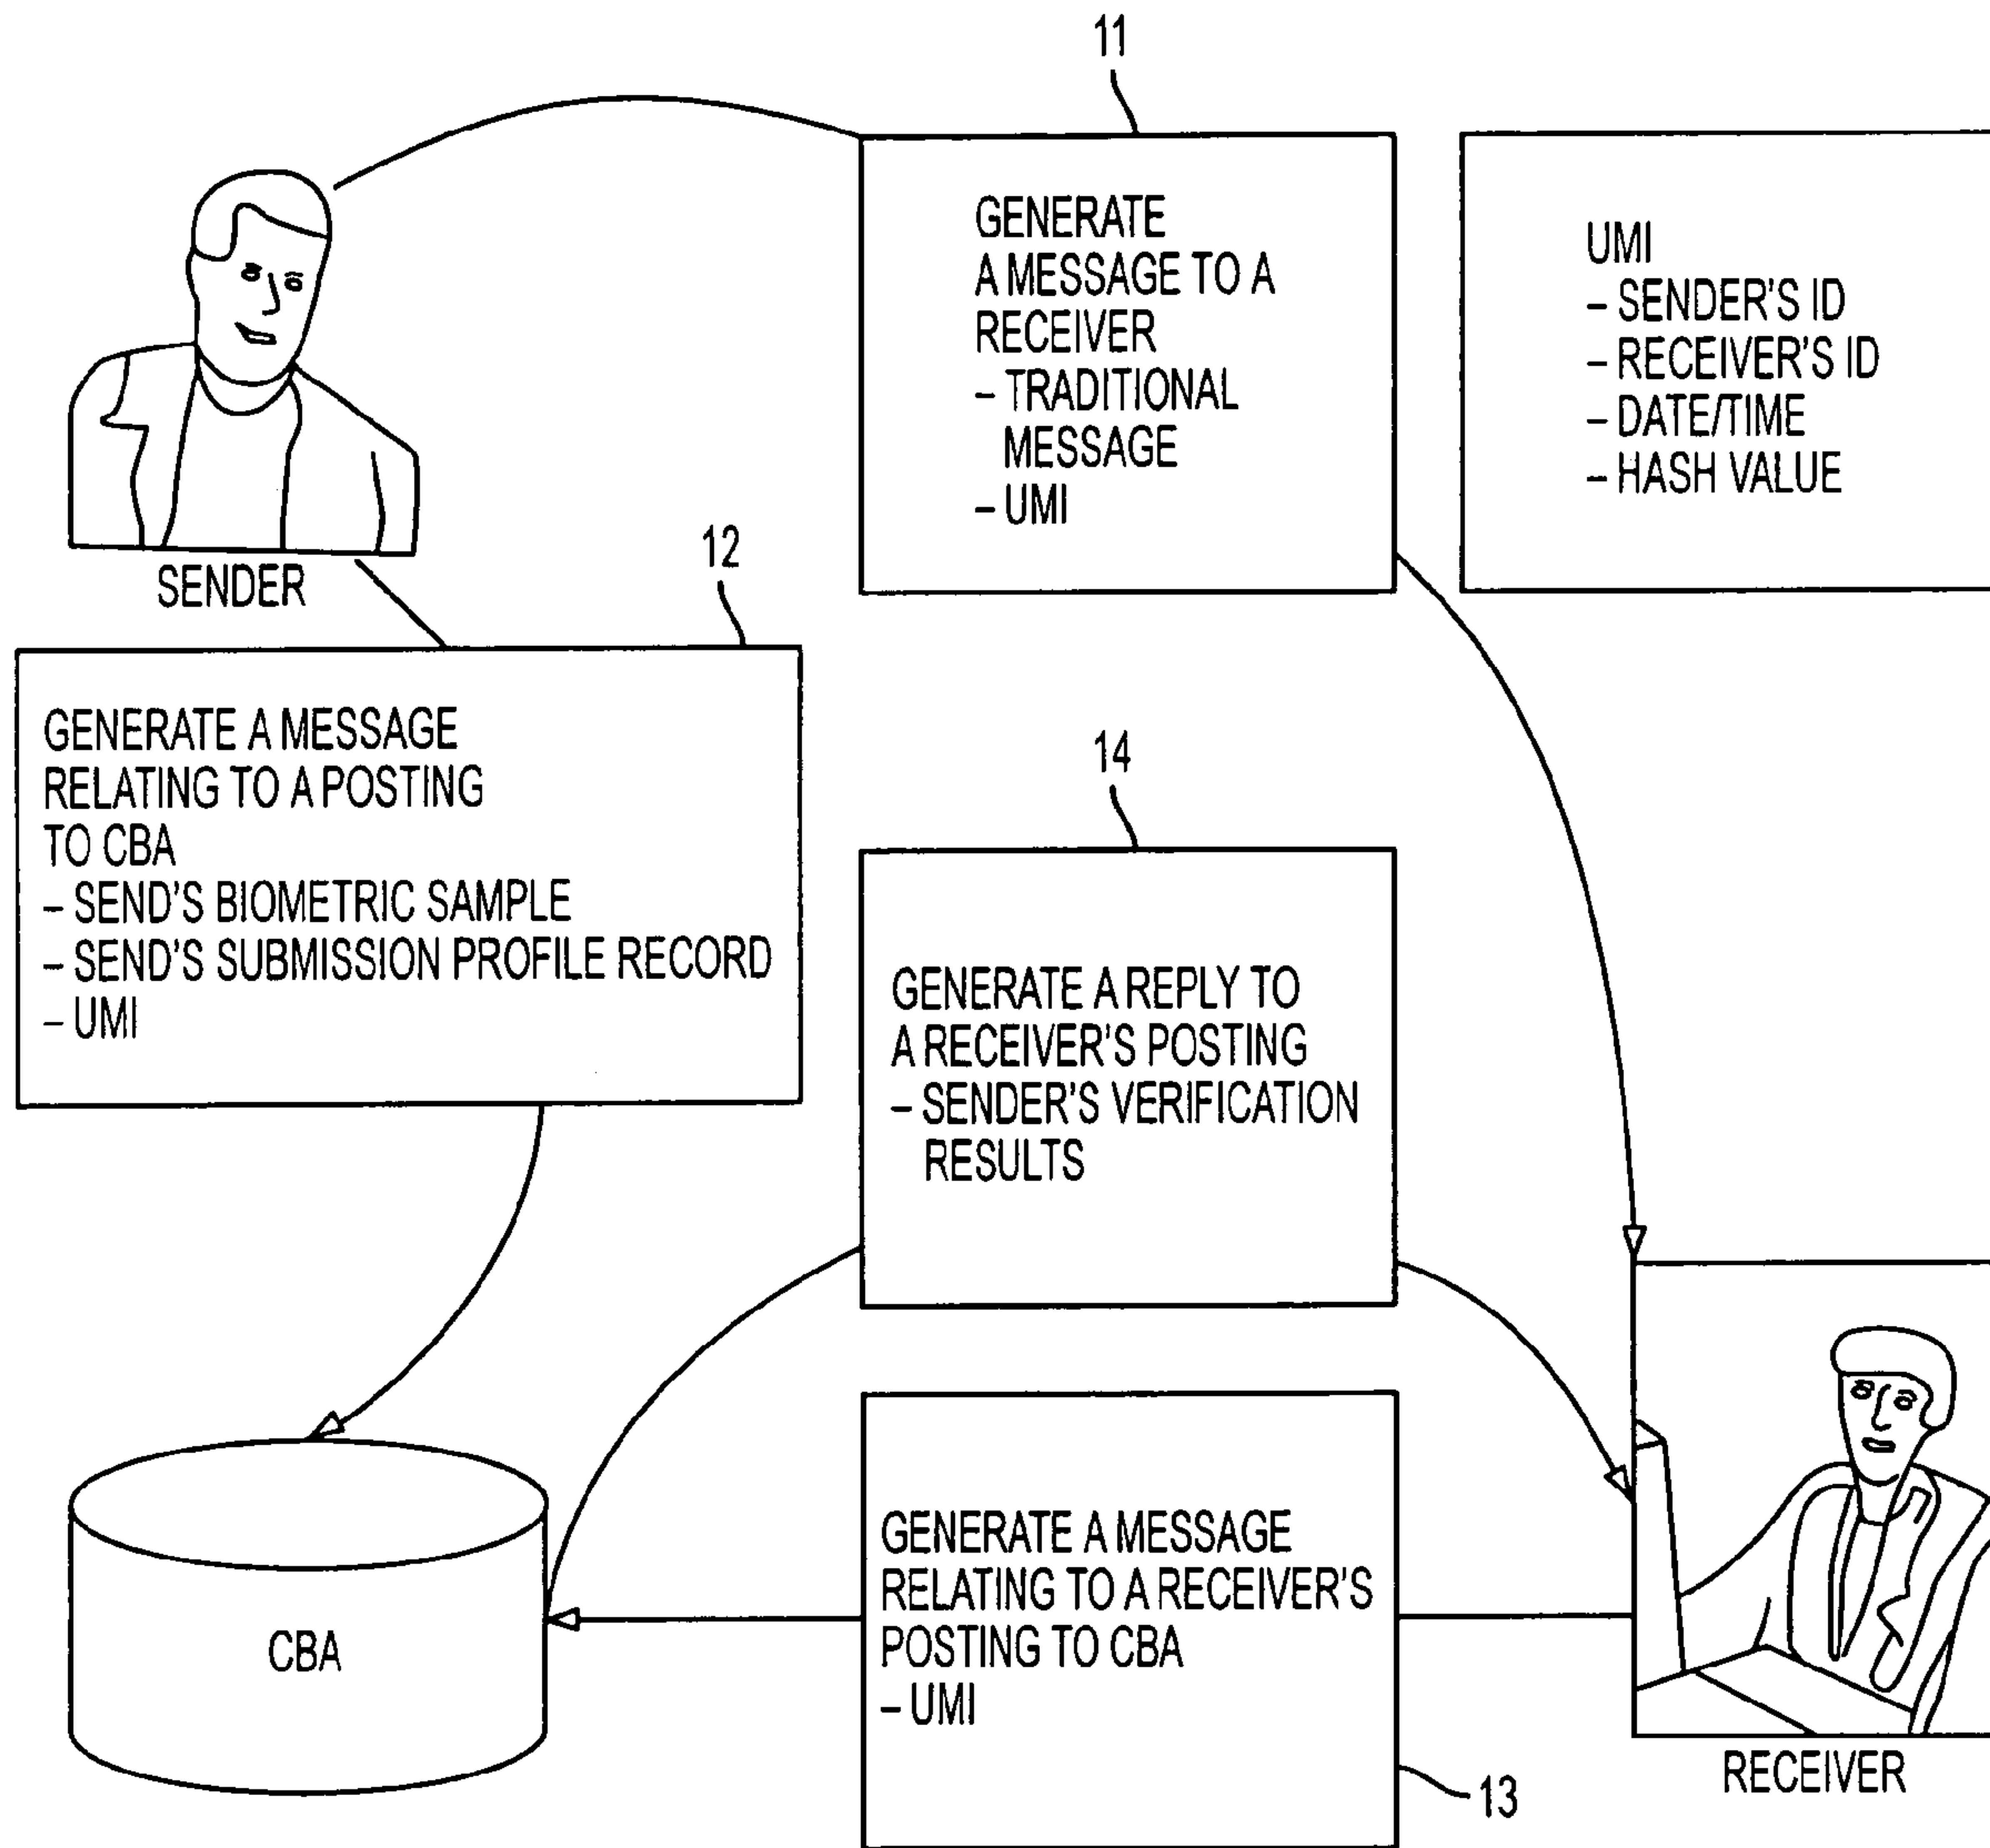 11
GENERATE
A MESSAGE TO A
RECEIVER
– TRADITIONAL
MESSAGE
– UMI
UMI
– SENDER'S ID
– RECEIVER'S ID
– DATE/TIME
– HASH VALUE
SENDER
12
GENERATE A MESSAGE
RELATING TO A POSTING
TO CBA
– SEND'S BIOMETRIC SAMPLE
– SEND'S SUBMISSION PROFILE RECORD
– UMI
14
GENERATE A REPLY TO
A RECEIVER'S POSTING
– SENDER'S VERIFICATION
RESULTS
CBA
GENERATE A MESSAGE
RELATING TO A RECEIVER'S
POSTING TO CBA
– UMI
13
RECEIVER